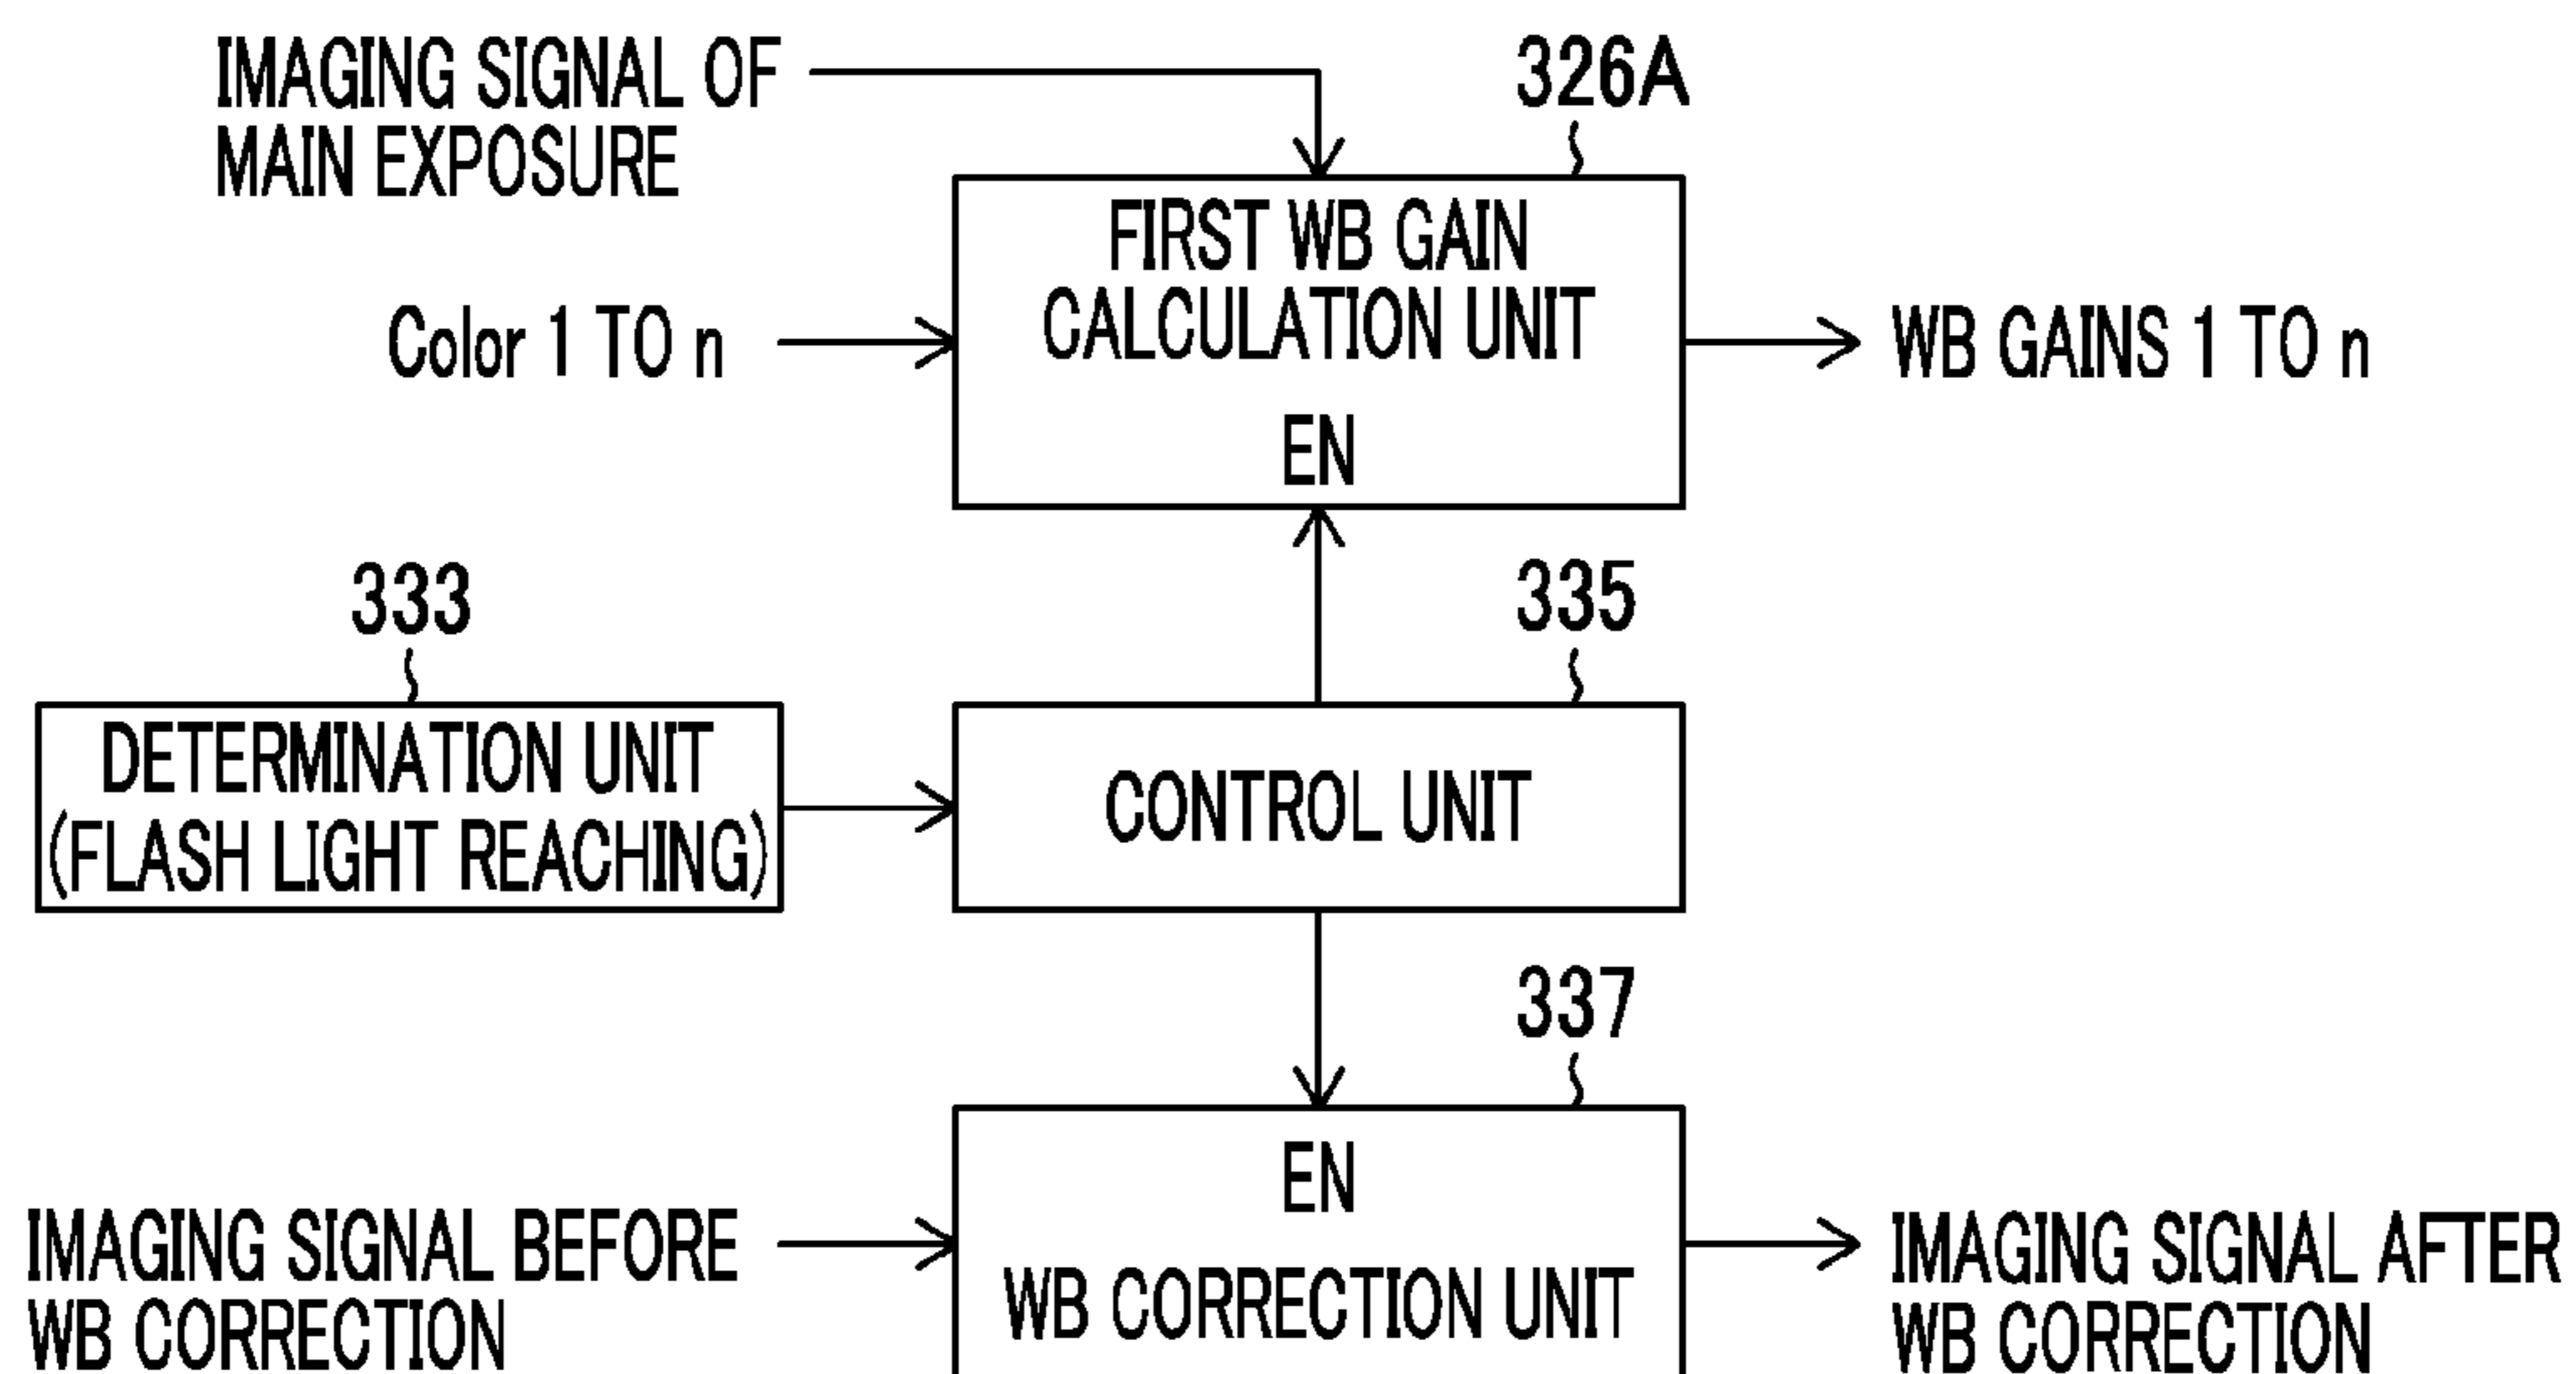 IMAGING SIGNAL OF
MAIN EXPOSURE
326A
FIRST WB GAIN
CALCULATION UNIT
EN
Color 1 TO n
WB GAINS 1 TO n
333
335
DETERMINATION UNIT
(FLASH LIGHT REACHING)
CONTROL UNIT
337
EN
WB CORRECTION UNIT
IMAGING SIGNAL BEFORE
WB CORRECTION
IMAGING SIGNAL AFTER
WB CORRECTION